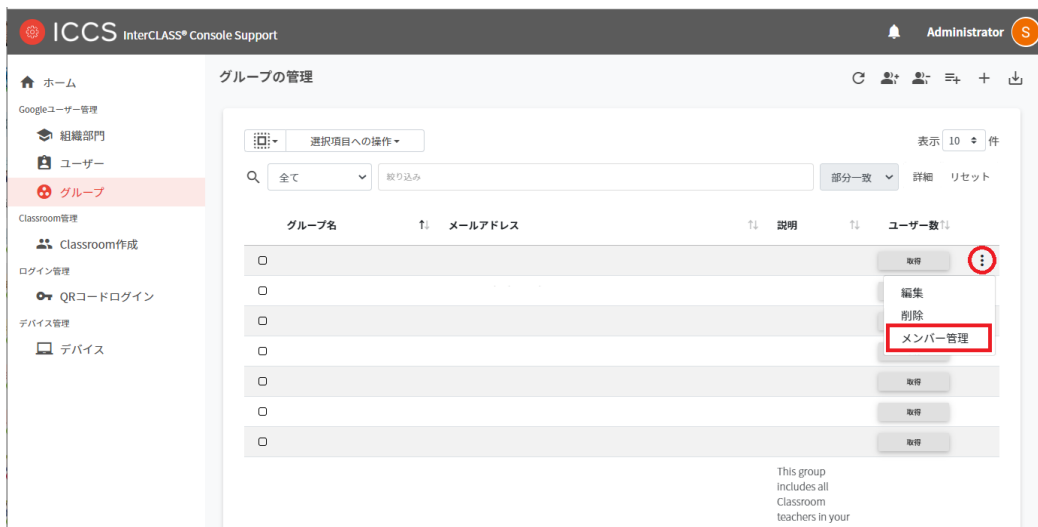 ICCS InterCLASS® Console Support
Administrator
S
ホーム
Googleユーザー管理
組織部門
ユーザー
グループ
Classroom管理
Classroom作成
ログイン管理
QRコードログイン
デバイス管理
デバイス
グループの管理
選択項目への操作
表示 10 件
全て
絞り込み
部分一致
詳細
リセット
グループ名 メールアドレス 説明 ユーザー数
取得
編集
削除
メンバー管理
取得
取得
取得
This group
includes all
Classroom
teachers in your